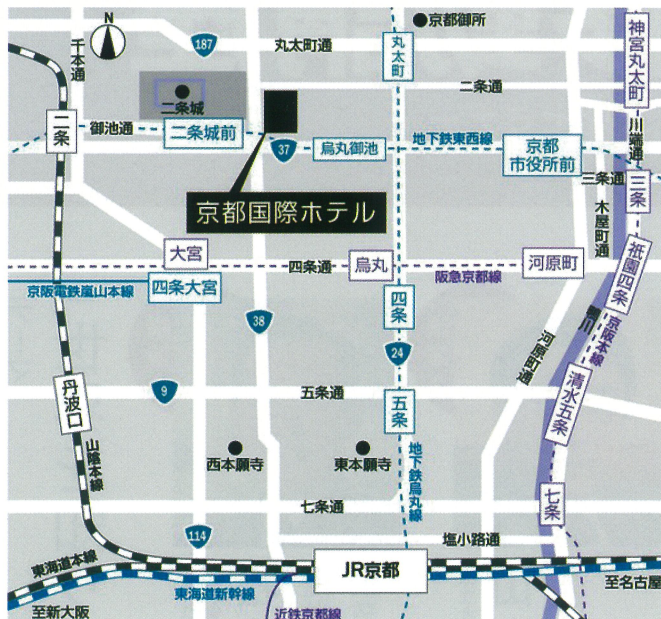 N
187
丸太町通
京都御所
千本通
丸太町
神宮丸太町
二条通
二条城
二条
御池通
二条城前
37
烏丸御池
地下鉄東西線
京都
市役所前
川端通
三条通
三条
木屋町通
京都国際ホテル
大宮
四条通
烏丸
阪急京都線
河原町
祇園四条
京阪電鉄嵐山本線
四条大宮
38
四条
24
鴨川
京阪本線
河原町通
丹波口
9
五条通
五条
清水五条
山陰本線
西本願寺
東本願寺
地下鉄烏丸線
七条通
七条
114
塩小路通
東海道本線
JR京都
東海道新幹線
至新大阪
近鉄京都線
至名古屋